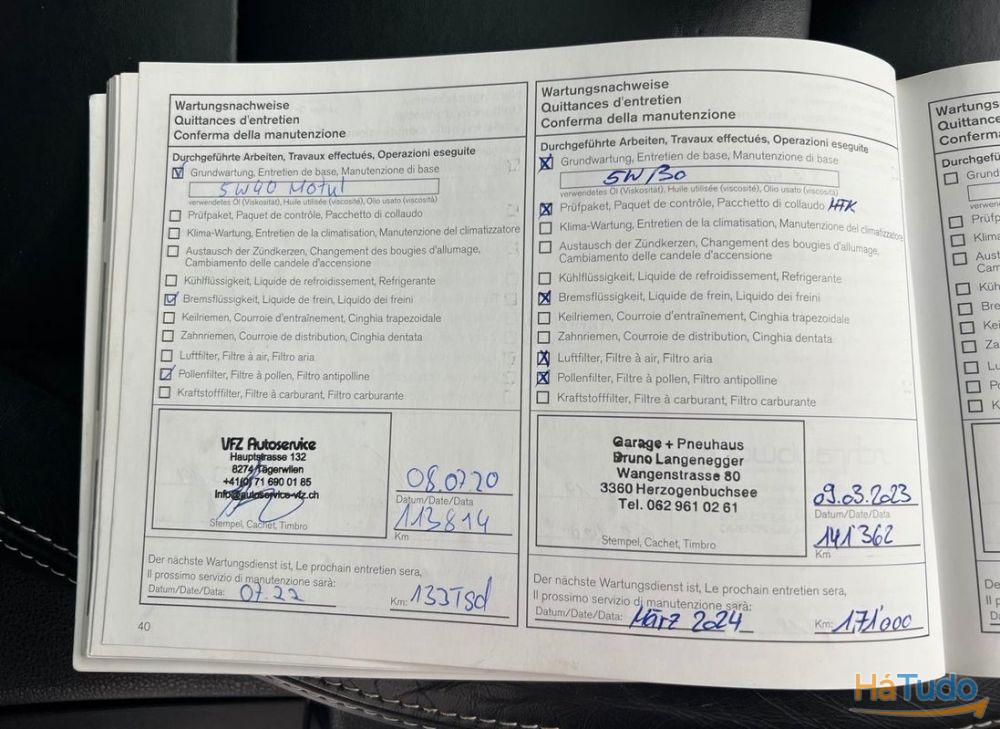 Wartungsnachweise
Quittances d'entretien
Conferma della manutenzione
Durchgeführte Arbeiten, Travaux effectués, Operazioni eseguite
Grundwartung, Entretien de base, Manutenzione di base
5W40 Motul
verwendetes Öl (Viskosität), Huile utilisée (viscosité), Olio usato (viscosità)
Prüfpaket, Paquet de contrôle, Pacchetto di collaudo
Klima-Wartung, Entretien de la climatisation, Manutenzione del climatizzatore
Austausch der Zündkerzen, Changement des bougies d'allumage,
Cambiamento delle candele d'accensione
Kühlflüssigkeit, Liquide de refroidissement, Refrigerante
Bremsflüssigkeit, Liquide de frein, Liquido dei freini
Keilriemen, Courroie d'entraînement, Cinghia trapezoidale
Zahnriemen, Courroie de distribution, Cinghia dentata
Luftfilter, Filtre à air, Filtro aria
Pollenfilter, Filtre à pollen, Filtro antipolline
Kraftstofffilter, Filtre à carburant, Filtro carburante
VFZ Autoservice
Hauptstrasse 132
8274 Tägerwilen
+41(0)71 690 01 85
info@autoservice-vfz.ch
Stempel, Cachet, Timbro
08.07.20
Datum/Date/Data
113814
Km
Der nächste Wartungsdienst ist, Le prochain entretien sera,
Il prossimo servizio di manutenzione sarà:
Datum/Date/Data: 07.22 Km: 133Tsd
40
Wartungsnachweise
Quittances d'entretien
Conferma della manutenzione
Durchgeführte Arbeiten, Travaux effectués, Operazioni eseguite
Grundwartung, Entretien de base, Manutenzione di base
5W30
verwendetes Öl (Viskosität), Huile utilisée (viscosité), Olio usato (viscosità)
Prüfpaket, Paquet de contrôle, Pacchetto di collaudo
Klima-Wartung, Entretien de la climatisation, Manutenzione del climatizzatore
Austausch der Zündkerzen, Changement des bougies d'allumage,
Cambiamento delle candele d'accensione
Kühlflüssigkeit, Liquide de refroidissement, Refrigerante
Bremsflüssigkeit, Liquide de frein, Liquido dei freini
Keilriemen, Courroie d'entraînement, Cinghia trapezoidale
Zahnriemen, Courroie de distribution, Cinghia dentata
Luftfilter, Filtre à air, Filtro aria
Pollenfilter, Filtre à pollen, Filtro antipolline
Kraftstofffilter, Filtre à carburant, Filtro carburante
Garage + Pneuhaus
Bruno Langenegger
Wangenstrasse 80
3360 Herzogenbuchsee
Tel. 062 961 02 61
Stempel, Cachet, Timbro
09.03.2023
Datum/Date/Data
141'362
Km
Der nächste Wartungsdienst ist, Le prochain entretien sera,
Il prossimo servizio di manutenzione sarà:
Datum/Date/Data: März 2024 Km: 171'000
HáTudo